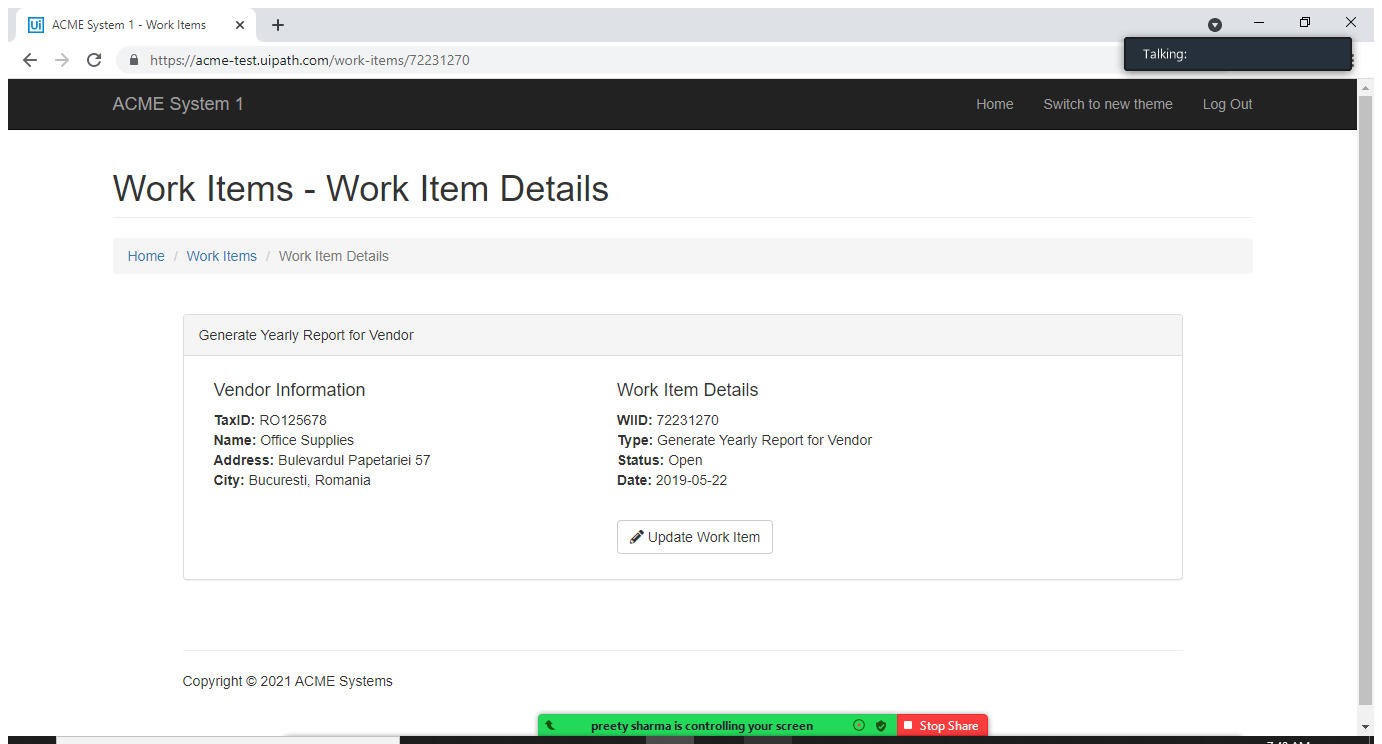 ACME System 1 - Work Items
https://acme-test.uipath.com/work-items/72231270
Talking:
ACME System 1 Home Switch to new theme Log Out
Work Items - Work Item Details
Home / Work Items / Work Item Details
Generate Yearly Report for Vendor
Vendor Information
TaxID: RO125678
Name: Office Supplies
Address: Bulevardul Papetariei 57
City: Bucuresti, Romania
Work Item Details
WIID: 72231270
Type: Generate Yearly Report for Vendor
Status: Open
Date: 2019-05-22
Update Work Item
Copyright © 2021 ACME Systems
preety sharma is controlling your screen Stop Share